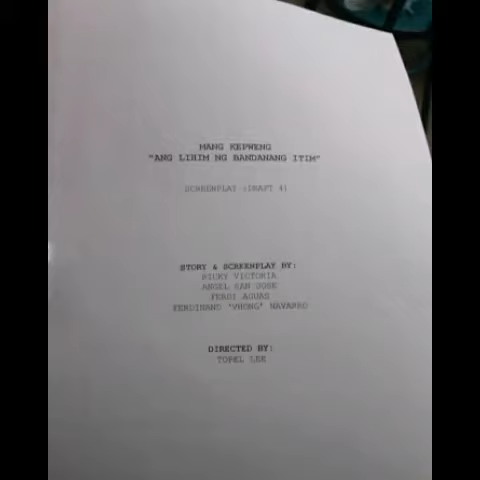 MANG KEPWENG
"ANG LIHIM NG BANDANANG ITIM"
SCREENPLAY (DRAFT 4)
STORY & SCREENPLAY BY:
RICKY VICTORIA
ANGEL SAN JOSE
FERDI AGUAS
FERDINAND "VHONG" NAVARRO
DIRECTED BY:
TOPEL LEE